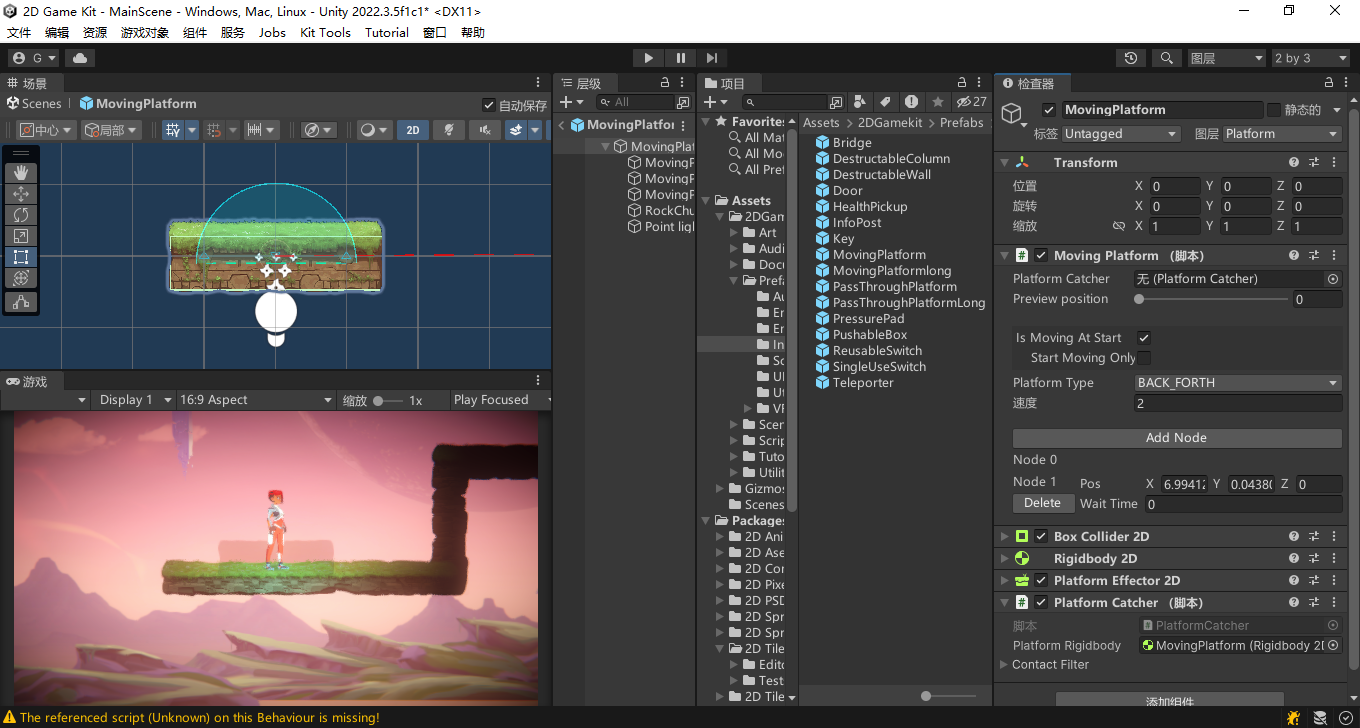 2D Game Kit - MainScene - Windows, Mac, Linux - Unity 2022.3.5f1c1* <DX11>
文件 编辑 资源 游戏对象 组件 服务 Jobs Kit Tools Tutorial 窗口 帮助
G
图层
2 by 3
场景
Scenes
MovingPlatform
自动保存
中心
局部
2D
游戏
Display 1
16:9 Aspect
缩放
1x
Play Focused
层级
All
MovingPlatfo
MovingPlat
MovingP
MovingP
MovingP
RockChu
Point lig
项目
27
Favorites
All Mat
All Mo
All Pref
Assets
2DGam
Art
Audi
Docu
Prefa
Au
En
En
In
Sc
UI
Ut
VF
Scen
Scrip
Tuto
Utilit
Gizmos
Scenes
Packages
2D Ani
2D Ase
2D Cor
2D Pixe
2D PSD
2D Spr
2D Spr
2D Tile
Edito
Test
2D Tile
Assets > 2DGamekit > Prefabs
Bridge
DestructableColumn
DestructableWall
Door
HealthPickup
InfoPost
Key
MovingPlatform
MovingPlatformlong
PassThroughPlatform
PassThroughPlatformLong
PressurePad
PushableBox
ReusableSwitch
SingleUseSwitch
Teleporter
检查器
MovingPlatform
静态的
标签 Untagged 图层 Platform
Transform
位置 X 0 Y 0 Z 0
旋转 X 0 Y 0 Z 0
缩放 X 1 Y 1 Z 1
Moving Platform （脚本）
Platform Catcher 无 (Platform Catcher)
Preview position 0
Is Moving At Start
Start Moving Only
Platform Type BACK_FORTH
速度 2
Add Node
Node 0
Node 1 Pos X 6.99412 Y 0.0438 Z 0
Delete Wait Time 0
Box Collider 2D
Rigidbody 2D
Platform Effector 2D
Platform Catcher （脚本）
脚本 PlatformCatcher
Platform Rigidbody MovingPlatform (Rigidbody 2D
Contact Filter
添加组件
The referenced script (Unknown) on this Behaviour is missing!